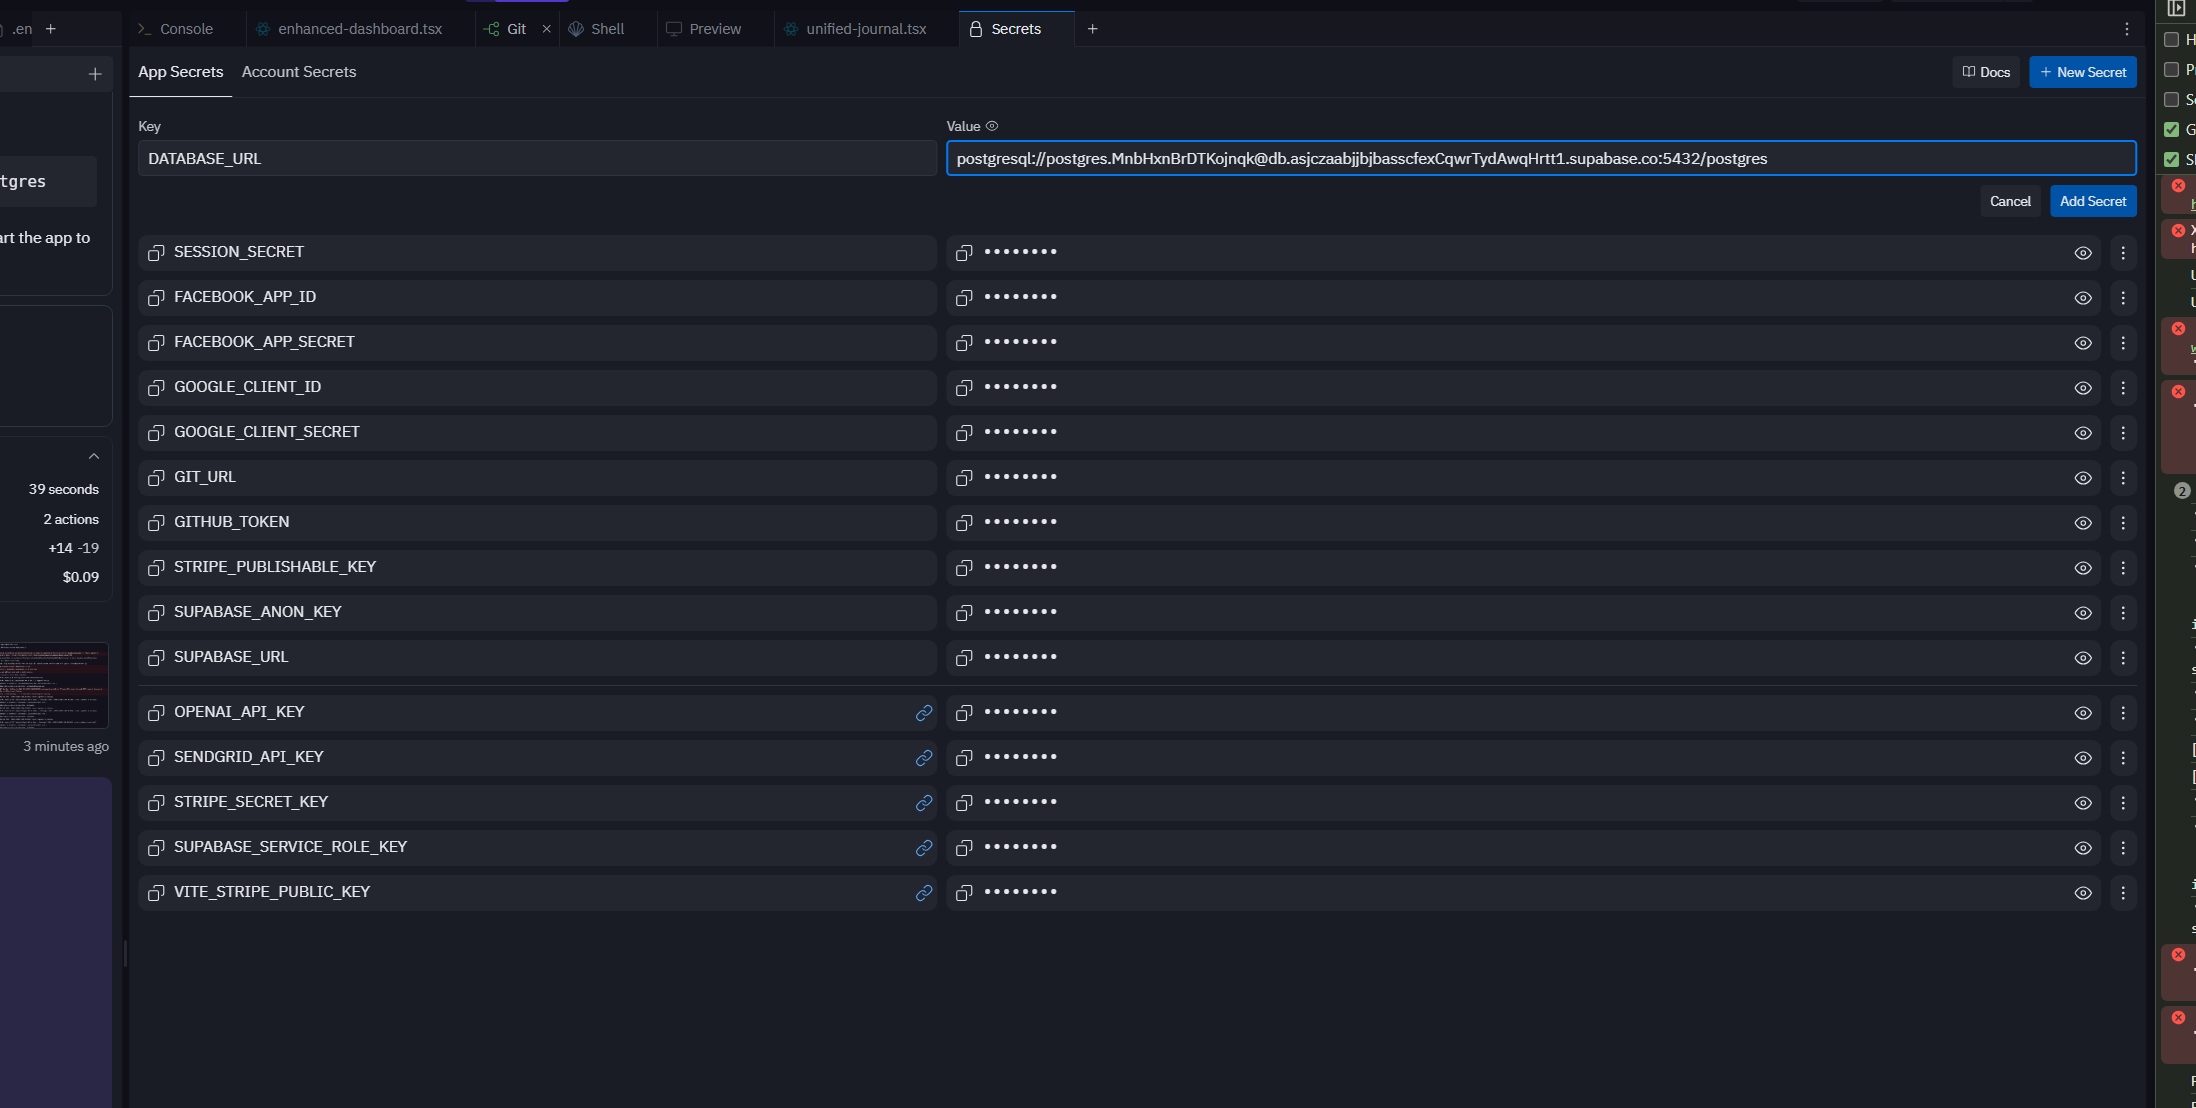 .en
Console
enhanced-dashboard.tsx
Git
Shell
Preview
unified-journal.tsx
Secrets
App Secrets
Account Secrets
Docs
New Secret
Key
Value
DATABASE_URL
postgresql://postgres.MnbHxnBrDTKojnqk@db.asjczaabjjbjbasscfexCqwrTydAwqHrtt1.supabase.co:5432/postgres
Cancel
Add Secret
SESSION_SECRET
FACEBOOK_APP_ID
FACEBOOK_APP_SECRET
GOOGLE_CLIENT_ID
GOOGLE_CLIENT_SECRET
GIT_URL
GITHUB_TOKEN
STRIPE_PUBLISHABLE_KEY
SUPABASE_ANON_KEY
SUPABASE_URL
OPENAI_API_KEY
SENDGRID_API_KEY
STRIPE_SECRET_KEY
SUPABASE_SERVICE_ROLE_KEY
VITE_STRIPE_PUBLIC_KEY
tgres
art the app to
39 seconds
2 actions
+14 -19
$0.09
3 minutes ago
2